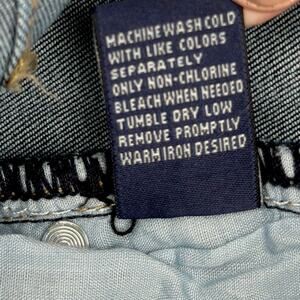 MACHINE WASH COLD
WITH LIKE COLORS
SEPARATELY
ONLY NON-CHLORINE
BLEACH WHEN NEEDED
TUMBLE DRY LOW
REMOVE PROMPTLY
WARM IRON DESIRED